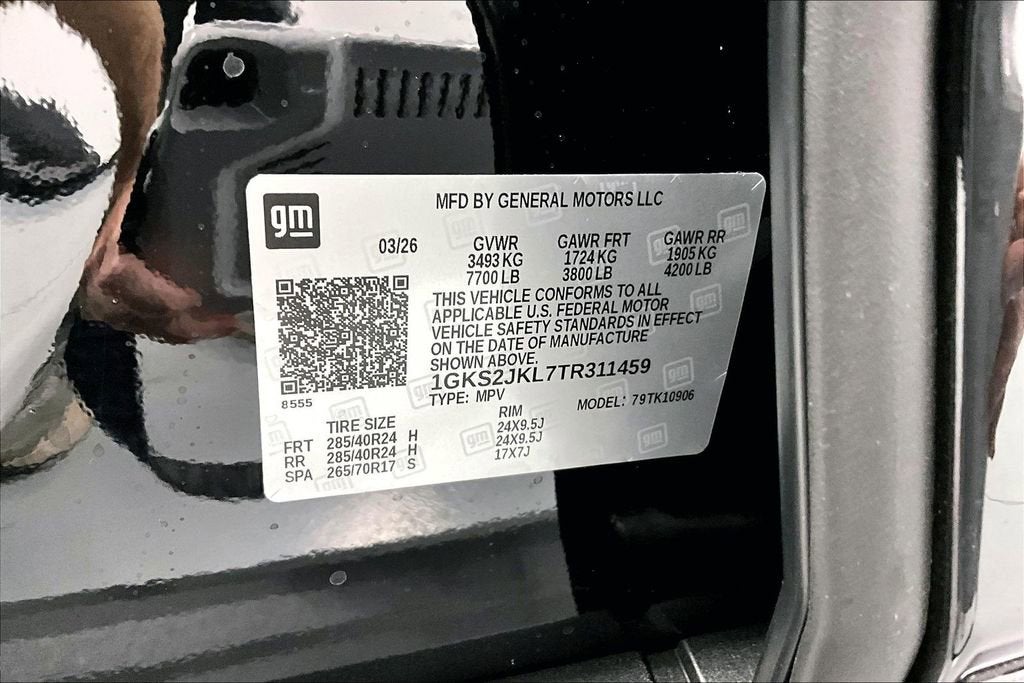 gm
MFD BY GENERAL MOTORS LLC
03/26
GVWR GAWR FRT GAWR RR
3493 KG 1724 KG 1905 KG
7700 LB 3800 LB 4200 LB
THIS VEHICLE CONFORMS TO ALL
APPLICABLE U.S. FEDERAL MOTOR
VEHICLE SAFETY STANDARDS IN EFFECT
ON THE DATE OF MANUFACTURE
SHOWN ABOVE.
1GKS2JKL7TR311459
8555
TYPE: MPV MODEL: 79TK10906
TIRE SIZE RIM
FRT 285/40R24 H 24X9.5J
RR 285/40R24 H 24X9.5J
SPA 265/70R17 S 17X7J